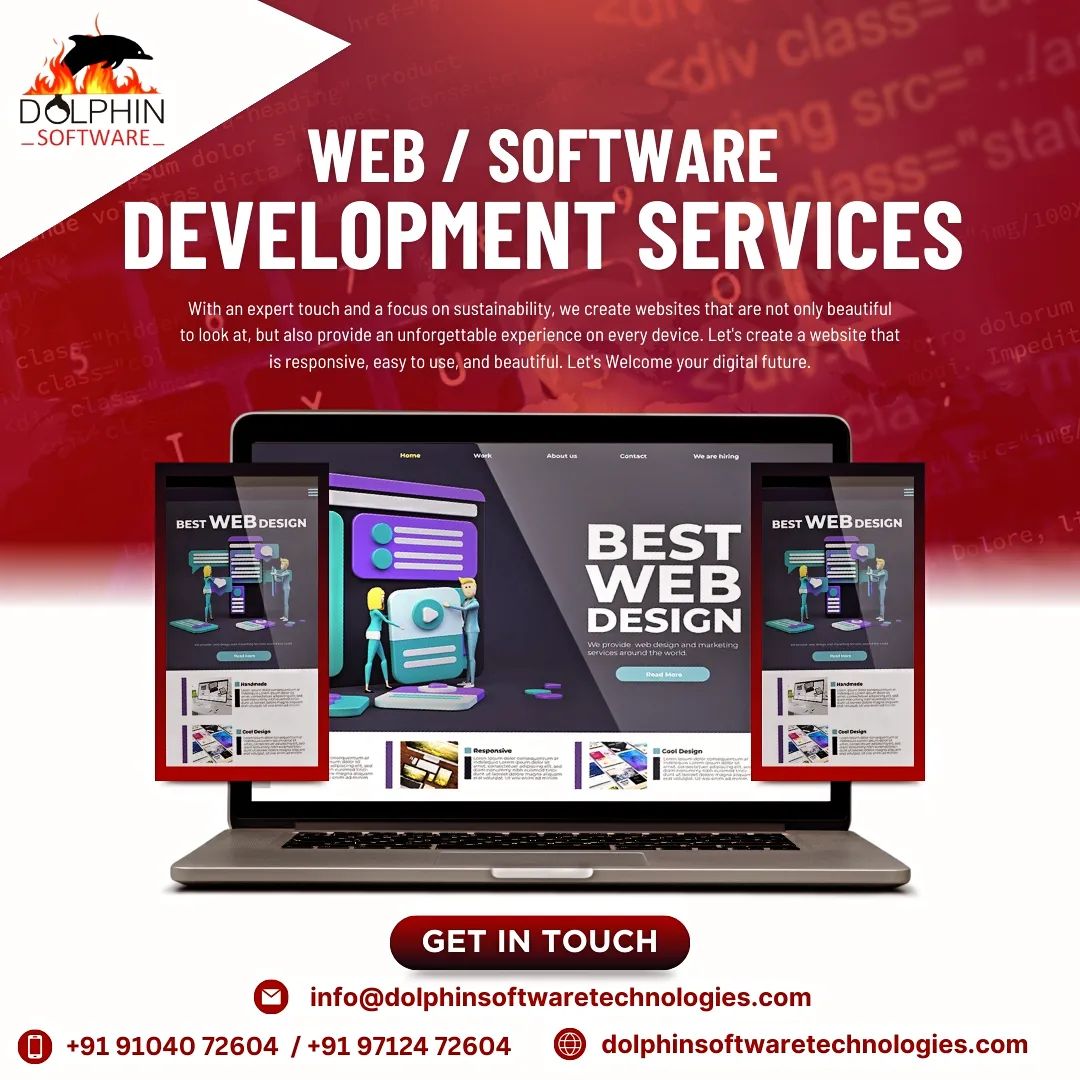 DOLPHIN
SOFTWARE
WEB / SOFTWARE
DEVELOPMENT SERVICES
With an expert touch and a focus on sustainability, we create websites that are not only beautiful
to look at, but also provide an unforgettable experience on every device. Let's create a website that
is responsive, easy to use, and beautiful. Let's Welcome your digital future.
Home Work About us Contact We are hiring
BEST WEB DESIGN
Read More
Handmade
Cool Design
BEST
WEB
DESIGN
We provide web design and marketing
services around the world.
Read More
Responsive
Cool Design
BEST WEB DESIGN
Read More
Handmade
Cool Design
GET IN TOUCH
info@dolphinsoftwaretechnologies.com
+91 91040 72604 / +91 97124 72604
dolphinsoftwaretechnologies.com